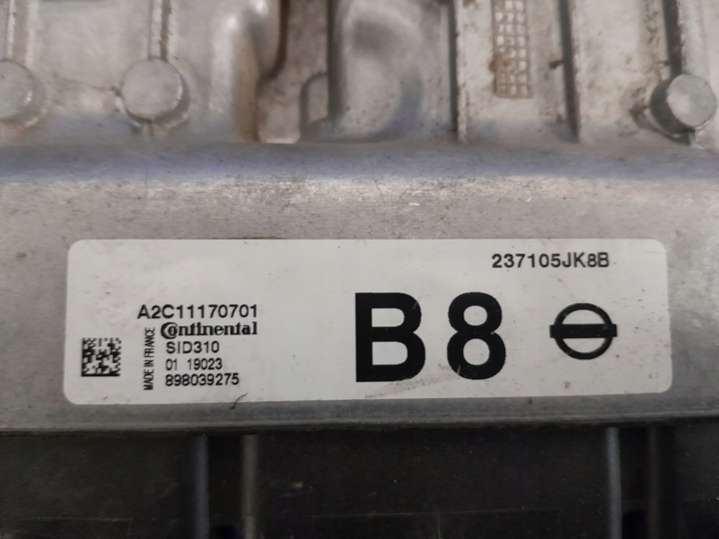 237105JK8B
A2C11170701
Continental
SID310
01 19023
898039275
MADE IN FRANCE
B8